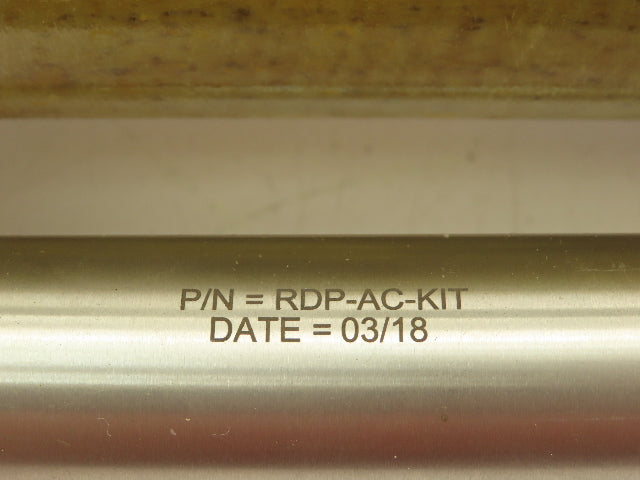 P/N = RDP-AC-KIT
DATE = 03/18